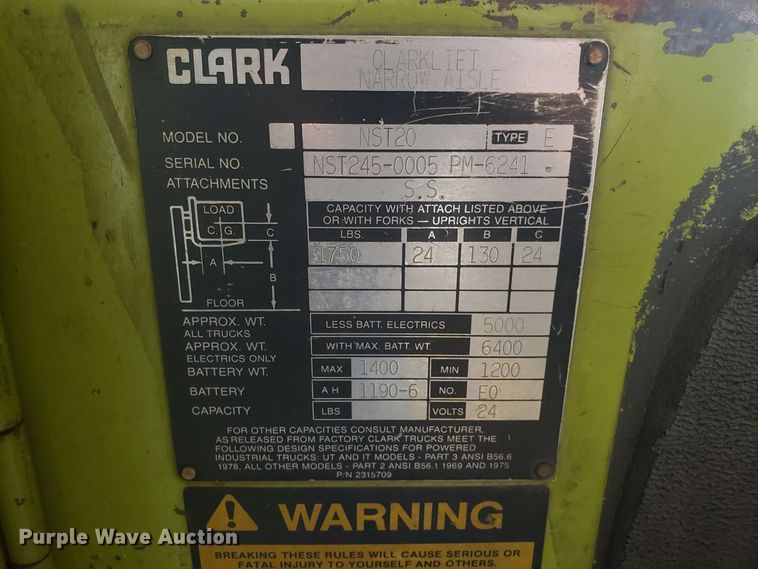 CLARK
CLARKLIFT
NARROW AISLE
MODEL NO. NST20 TYPE E
SERIAL NO. NST245-0005 PM-6241
ATTACHMENTS S.S.
LOAD
C. G.
C
A
B
FLOOR
CAPACITY WITH ATTACH LISTED ABOVE
OR WITH FORKS — UPRIGHTS VERTICAL
LBS. A B C
1750 24 130 24
APPROX. WT. LESS BATT. ELECTRICS 5000
ALL TRUCKS
APPROX. WT. WITH MAX. BATT. WT. 6400
ELECTRICS ONLY
BATTERY WT. MAX 1400 MIN 1200
BATTERY A H 1190-6 NO. EO
CAPACITY LBS VOLTS 24
FOR OTHER CAPACITIES CONSULT MANUFACTURER,
AS RELEASED FROM FACTORY CLARK TRUCKS MEET THE
FOLLOWING DESIGN SPECIFICATIONS FOR POWERED
INDUSTRIAL TRUCKS: UT AND IT MODELS - PART 3 ANSI B56.6
1978, ALL OTHER MODELS - PART 2 ANSI B56.1 1969 AND 1975
P/N 2315709
! WARNING
BREAKING THESE RULES WILL CAUSE SERIOUS OR
FATAL INJURY TO YOURSELF AND OTHERS.
Purple Wave Auction